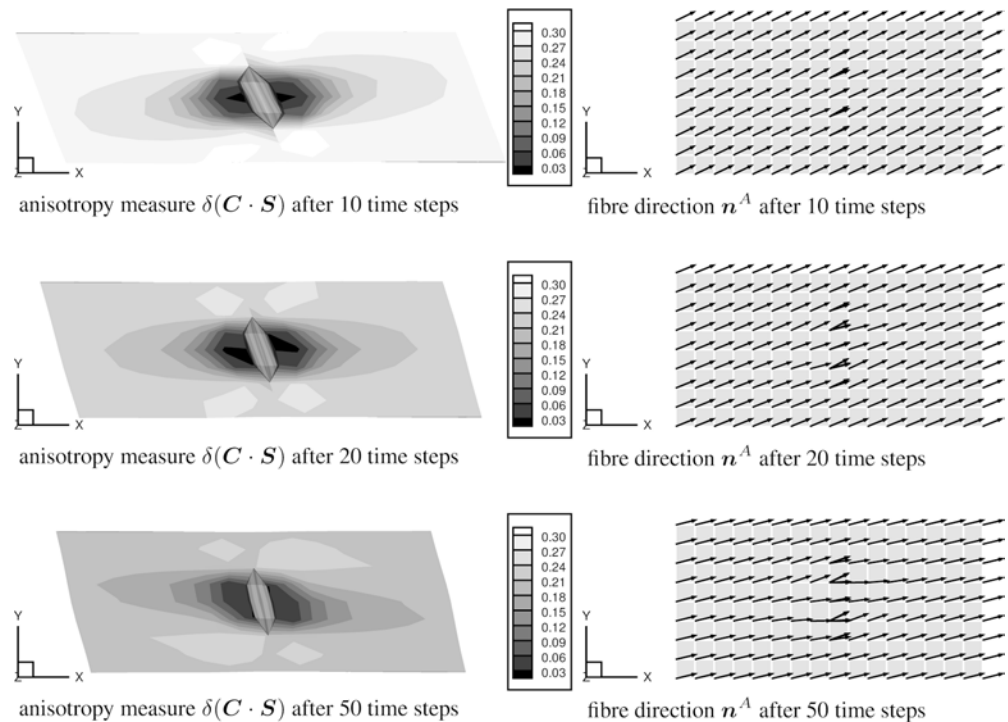 0.30
0.27
0.24
0.21
0.18
0.15
0.12
0.09
0.06
0.03
Y
Z
X
Y
Z
X
anisotropy measure δ(C · S) after 10 time steps
fibre direction n^A after 10 time steps
0.30
0.27
0.24
0.21
0.18
0.15
0.12
0.09
0.06
0.03
Y
Z
X
Y
Z
X
anisotropy measure δ(C · S) after 20 time steps
fibre direction n^A after 20 time steps
0.30
0.27
0.24
0.21
0.18
0.15
0.12
0.09
0.06
0.03
Y
Z
X
Y
Z
X
anisotropy measure δ(C · S) after 50 time steps
fibre direction n^A after 50 time steps